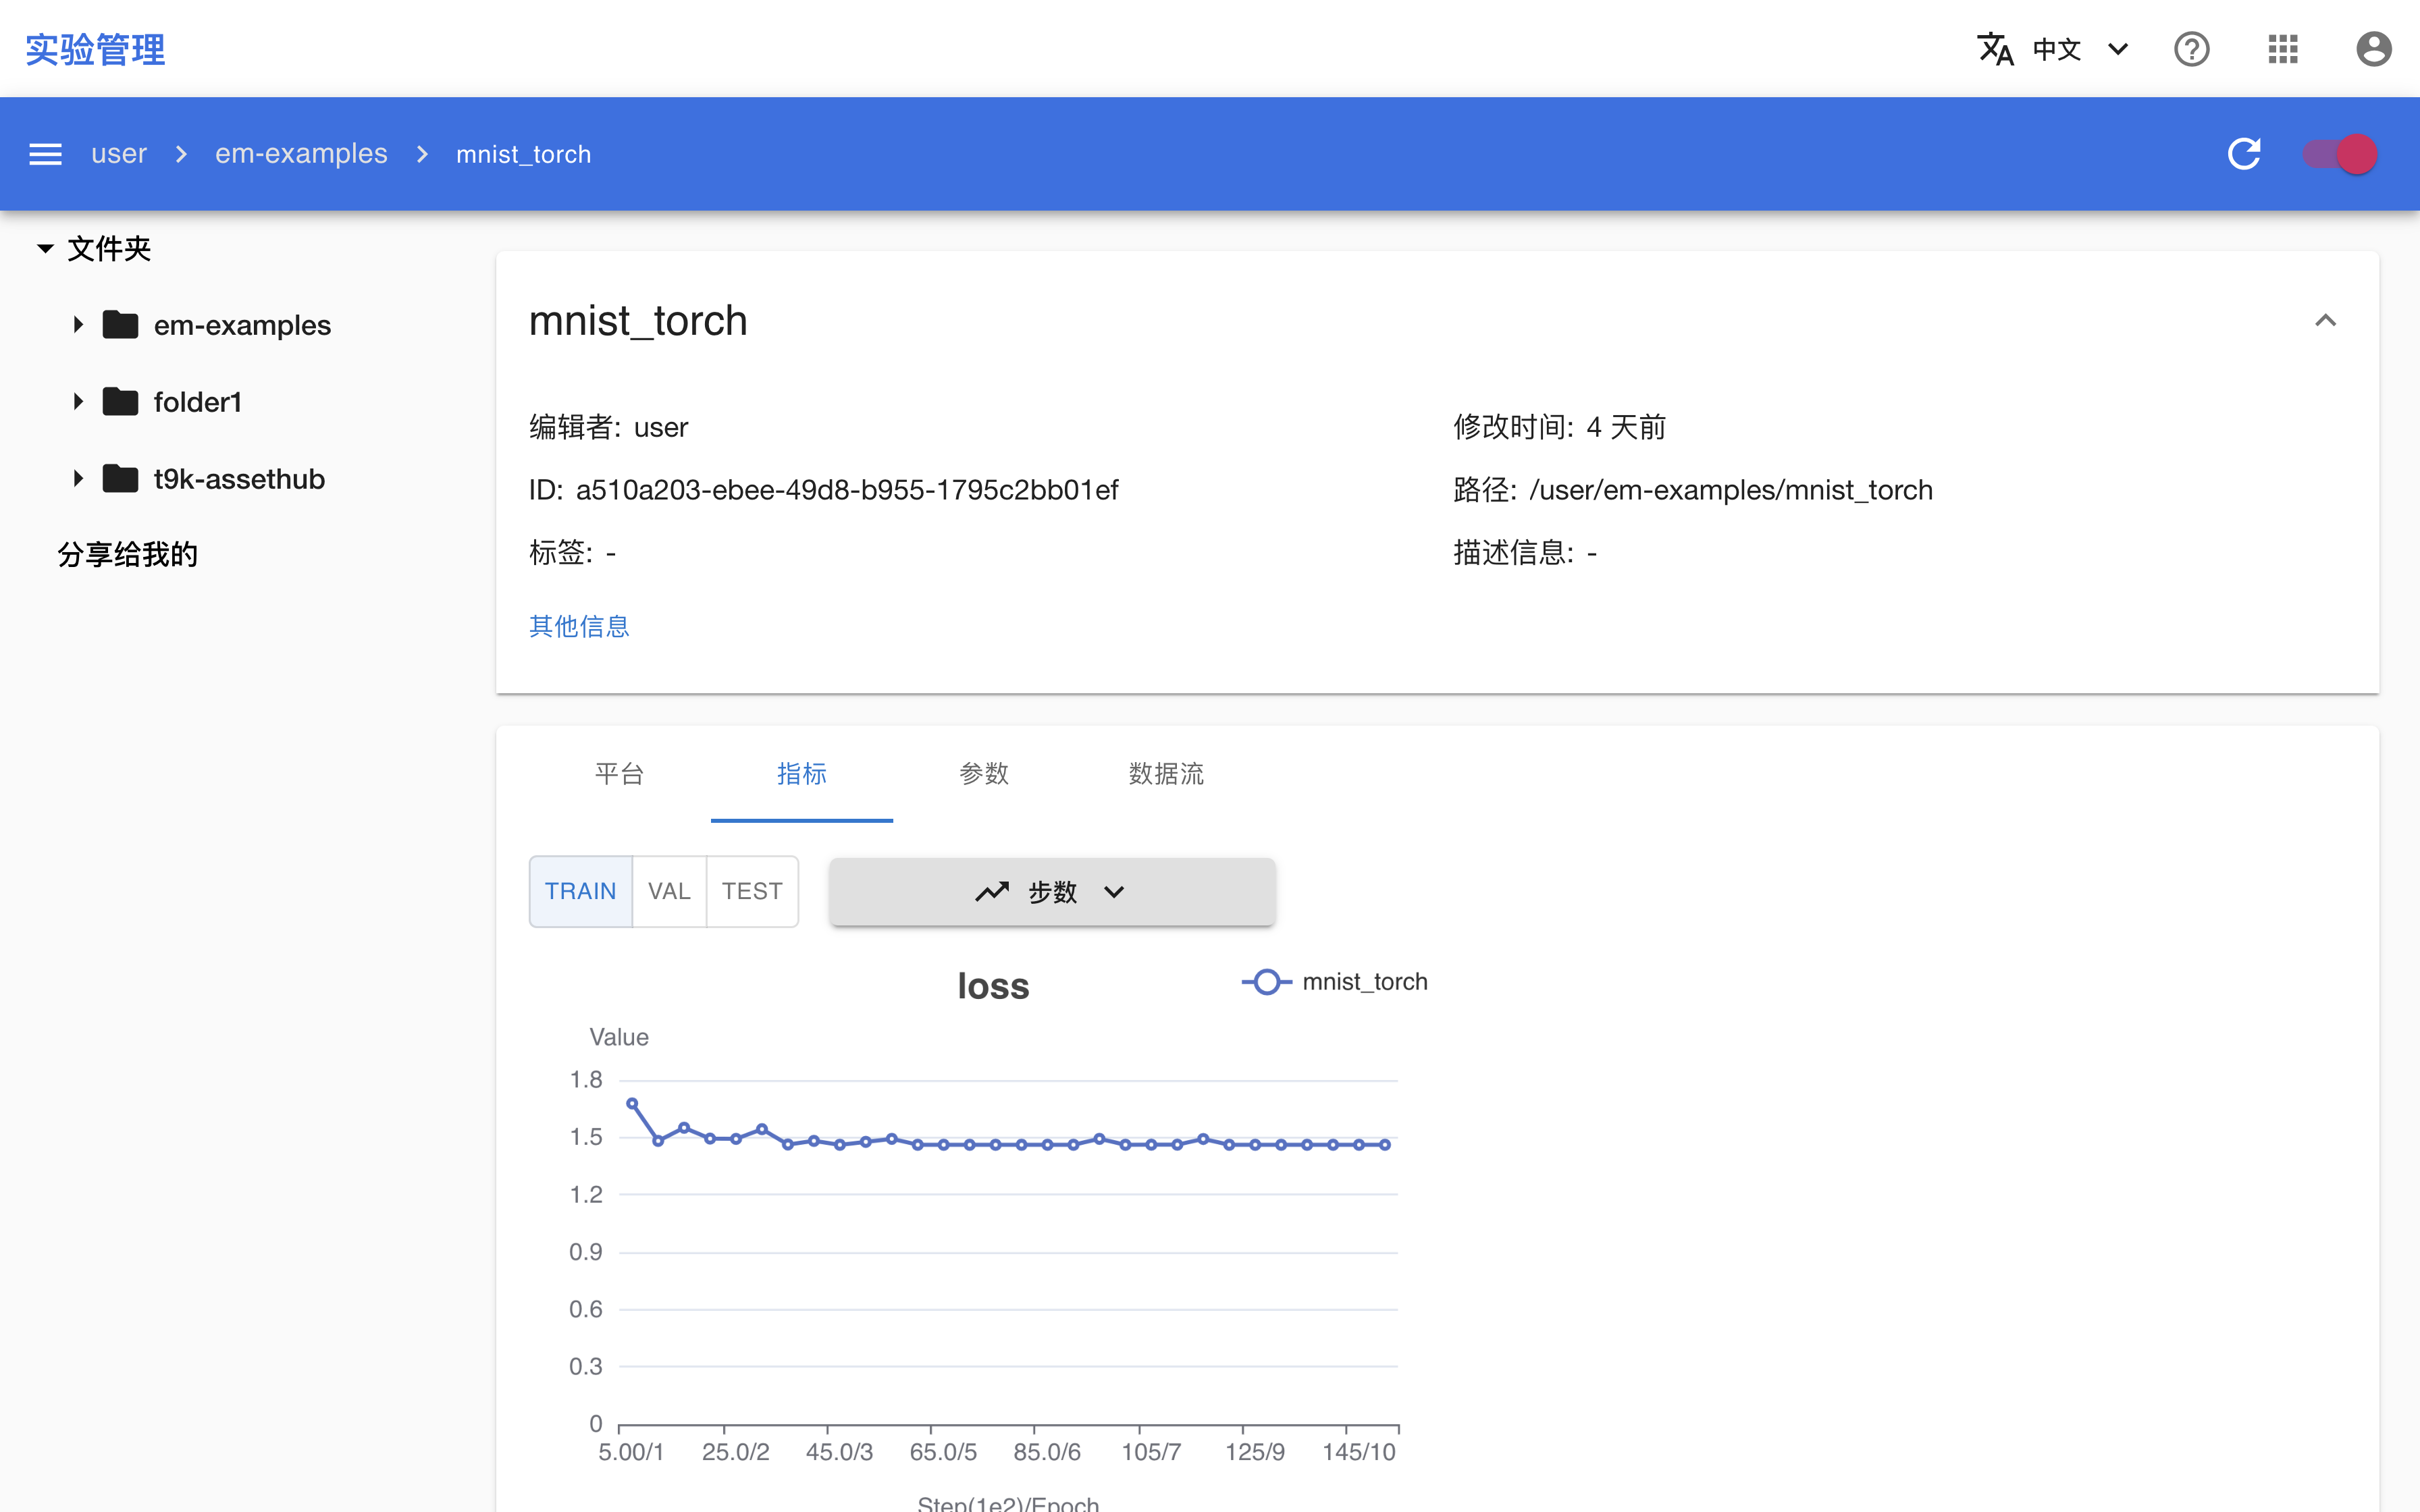 实验管理
中文
user
em-examples
mnist_torch
文件夹
em-examples
folder1
t9k-assethub
分享给我的
mnist_torch
编辑者: user
修改时间: 4 天前
ID: a510a203-ebee-49d8-b955-1795c2bb01ef
路径: /user/em-examples/mnist_torch
标签: -
描述信息: -
其他信息
平台
指标
参数
数据流
TRAIN
VAL
TEST
步数
loss
mnist_torch
Value
1.8
1.5
1.2
0.9
0.6
0.3
0
5.00/1
25.0/2
45.0/3
65.0/5
85.0/6
105/7
125/9
145/10
Step(1e2)/Epoch